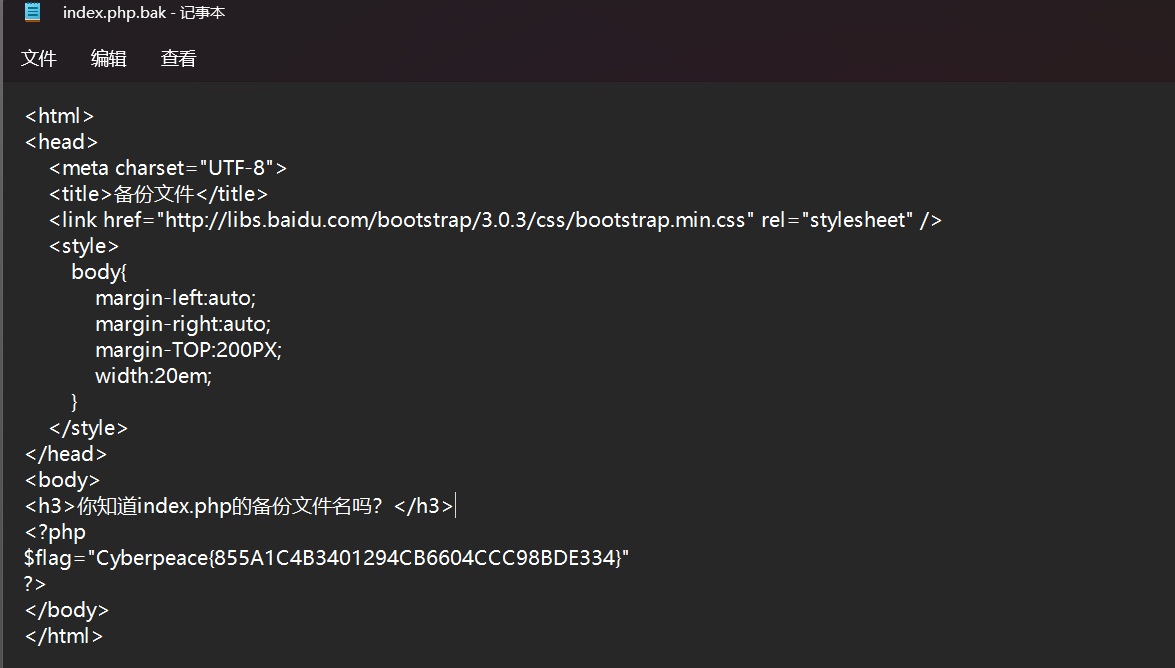 index.php.bak - 记事本
文件 编辑 查看
<html>
<head>
    <meta charset="UTF-8">
    <title>备份文件</title>
    <link href="http://libs.baidu.com/bootstrap/3.0.3/css/bootstrap.min.css" rel="stylesheet" />
    <style>
        body{
            margin-left:auto;
            margin-right:auto;
            margin-TOP:200PX;
            width:20em;
        }
    </style>
</head>
<body>
<h3>你知道index.php的备份文件名吗？</h3>
<?php
$flag="Cyberpeace{855A1C4B3401294CB6604CCC98BDE334}"
?>
</body>
</html>